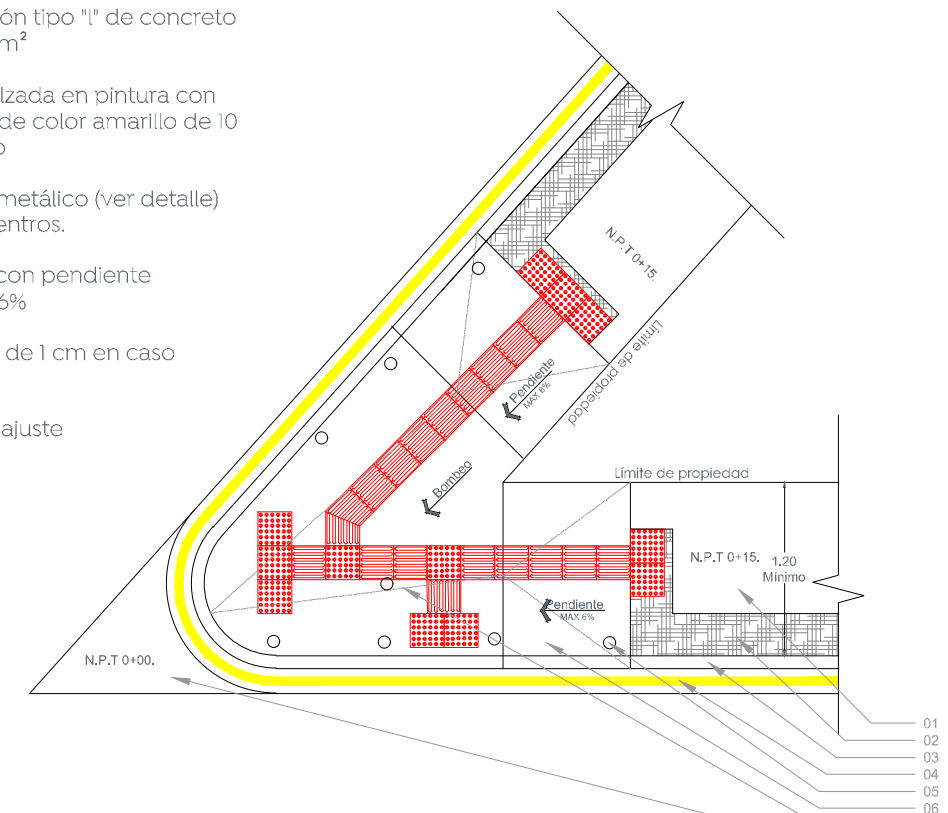 ón tipo "l" de concreto
m²
lzada en pintura con
de color amarillo de 10
o
metálico (ver detalle)
entros.
con pendiente
6%
de 1 cm en caso
ajuste
N.P.T 0+15.
Límite de propiedad
Pendiente
MAX 6%
Bombeo
Límite de propiedad
N.P.T 0+15.
1.20
Mínimo
Pendiente
MAX 6%
N.P.T 0+00.
01
02
03
04
05
06